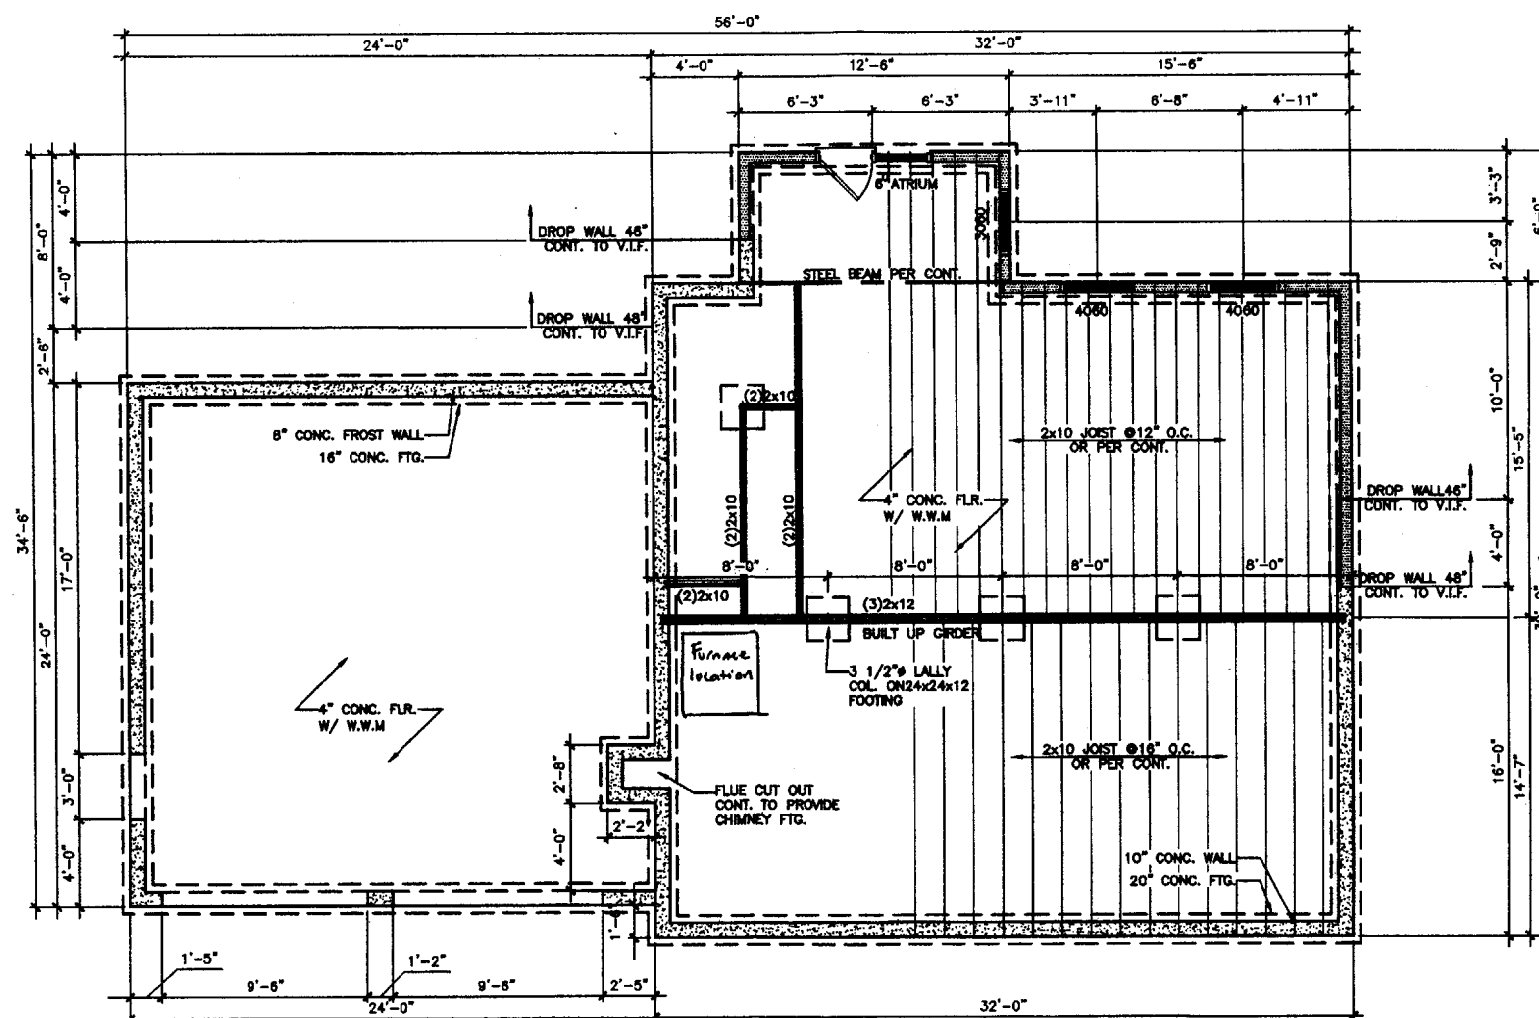 56'-0"
24'-0"
32'-0"
4'-0"
12'-6"
15'-6"
6'-3"
6'-3"
3'-11"
6'-8"
4'-11"
4'-0"
8'-0"
4'-0"
2'-6"
34'-6"
17'-0"
24'-0"
3'-0"
4'-0"
DROP WALL 46"
CONT. TO V.I.F.
DROP WALL 48"
CONT. TO V.I.F.
6" ATRIUM
3060
3'-3"
2'-9"
6'-0"
STEEL BEAM PER CONT.
4060
4060
8" CONC. FROST WALL
16" CONC. FTG.
(2)2x10
(2)2x10
(2)2x10
(2)2x10
2x10 JOIST @12" O.C.
OR PER CONT.
4" CONC. FLR.
W/ W.W.M
10'-0"
15'-5"
DROP WALL46"
CONT. TO V.I.F.
4'-0"
DROP WALL 48"
CONT. TO V.I.F.
8'-0"
8'-0"
8'-0"
8'-0"
(3)2x12
BUILT UP GIRDER
Furnace
location
3 1/2"ø LALLY
COL. ON24x24x12
FOOTING
4" CONC. FLR.
W/ W.W.M
2x10 JOIST @16" O.C.
OR PER CONT.
16'-0"
14'-7"
2'-8"
2'-2"
4'-0"
FLUE CUT OUT
CONT. TO PROVIDE
CHIMNEY FTG.
10" CONC. WALL
20" CONC. FTG.
1'-5"
9'-6"
1'-2"
9'-6"
2'-5"
24'-0"
32'-0"